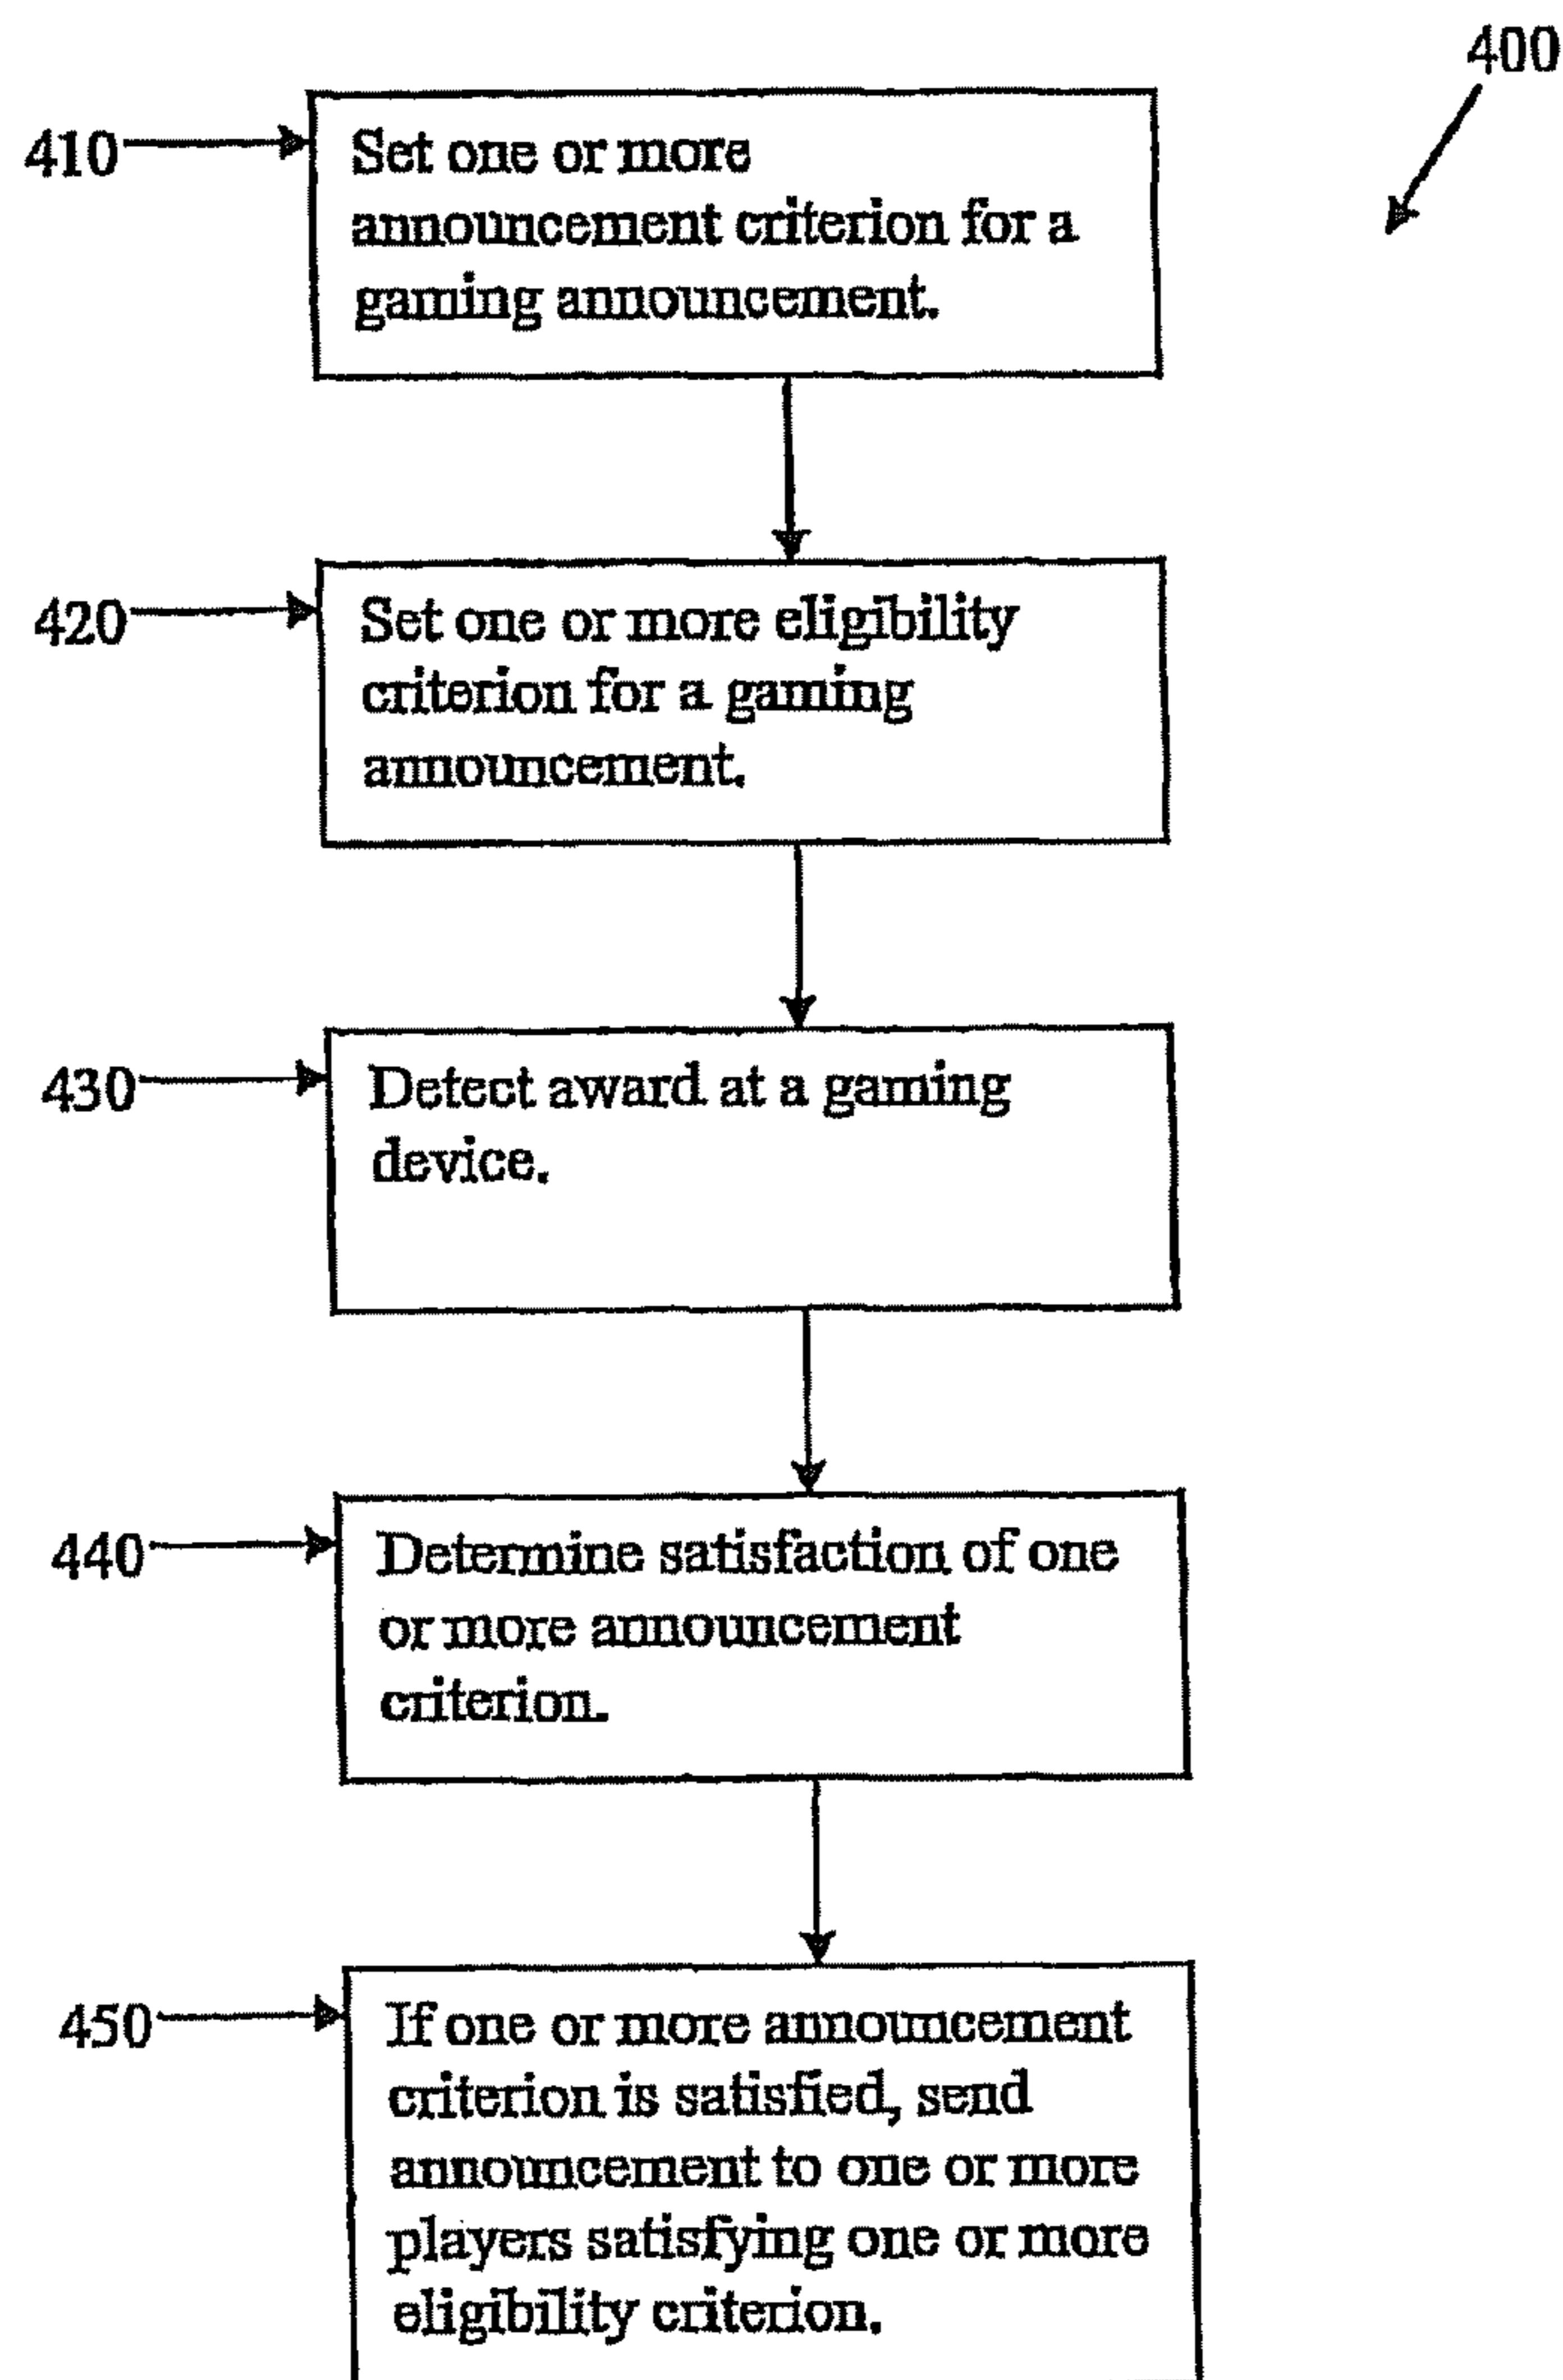 400
410
Set one or more
announcement criterion for a
gaming announcement.
420
Set one or more eligibility
criterion for a gaming
announcement.
430
Detect award at a gaming
device.
440
Determine satisfaction of one
or more announcement
criterion.
450
If one or more announcement
criterion is satisfied, send
announcement to one or more
players satisfying one or more
eligibility criterion.